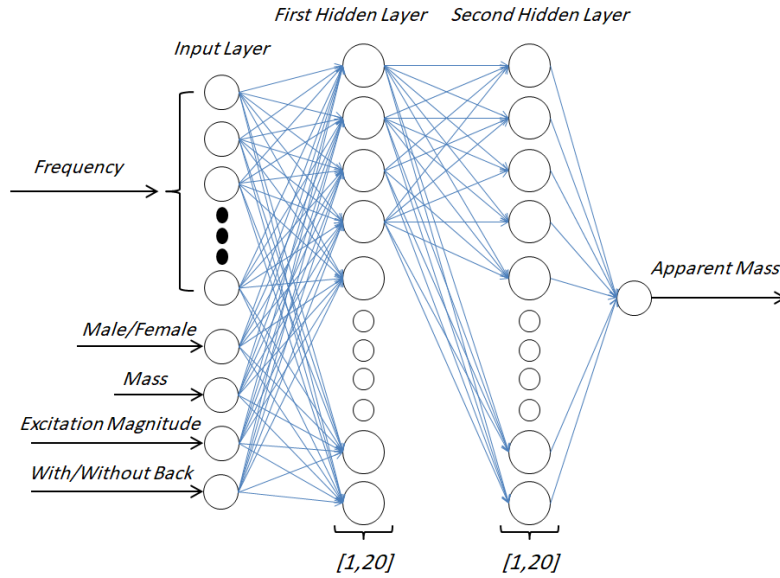 First Hidden Layer
Second Hidden Layer
Input Layer
Frequency
Apparent Mass
Male/Female
Mass
Excitation Magnitude
With/Without Back
[1,20]
[1,20]